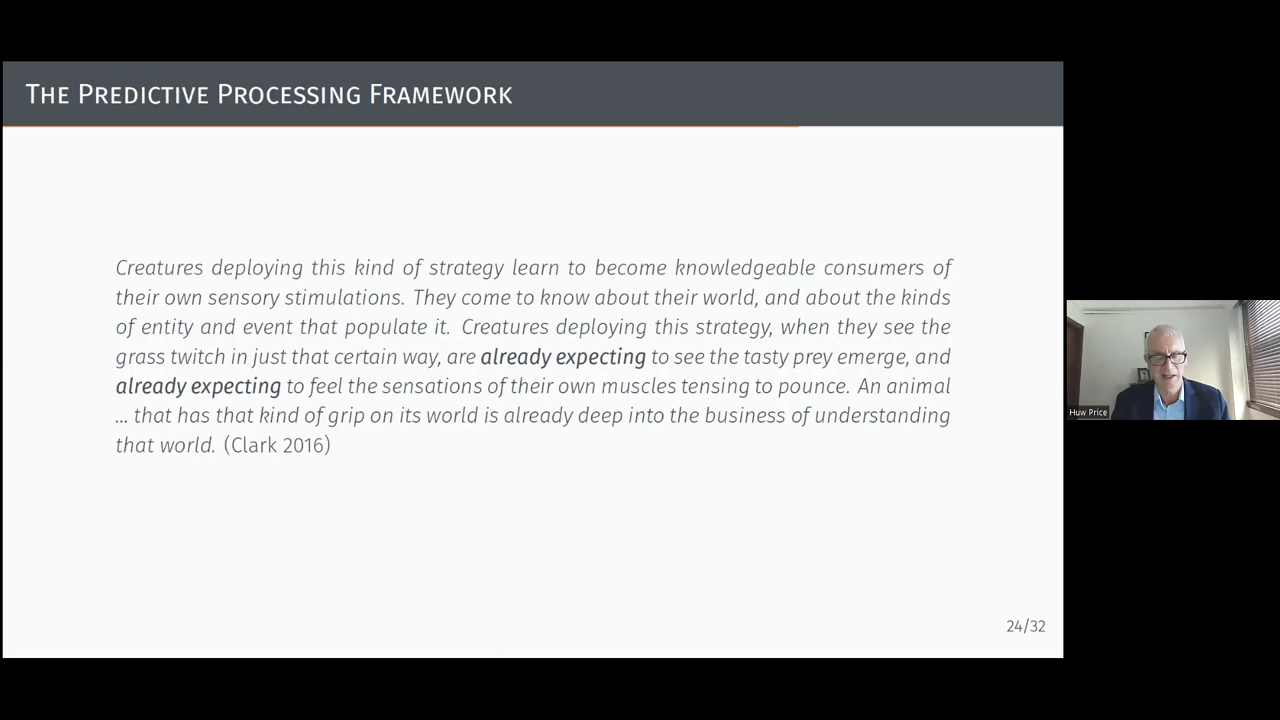 The Predictive Processing Framework
Creatures deploying this kind of strategy learn to become knowledgeable consumers of
their own sensory stimulations. They come to know about their world, and about the kinds
of entity and event that populate it. Creatures deploying this strategy, when they see the
grass twitch in just that certain way, are already expecting to see the tasty prey emerge, and
already expecting to feel the sensations of their own muscles tensing to pounce. An animal
... that has that kind of grip on its world is already deep into the business of understanding
that world. (Clark 2016)
Huw Price
24/32